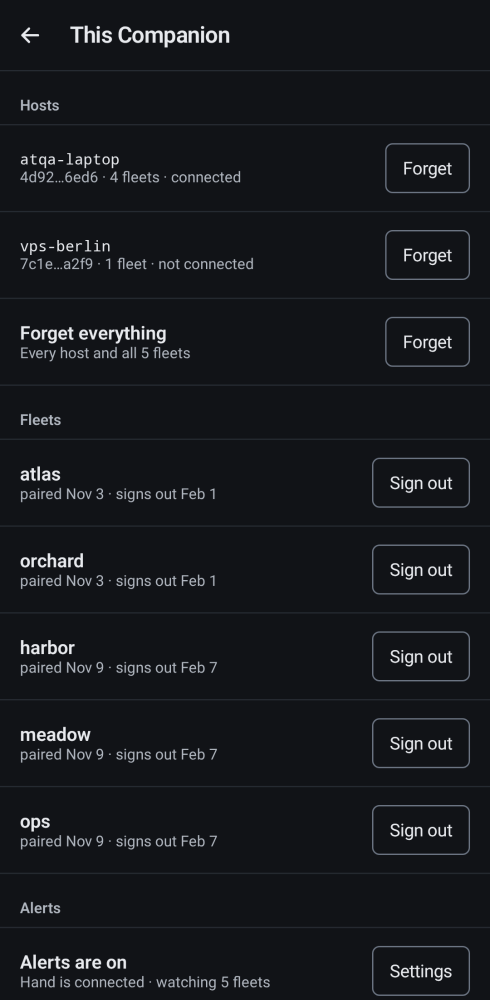 This Companion
Hosts
atqa-laptop
4d92…6ed6 · 4 fleets · connected
Forget
vps-berlin
7c1e…a2f9 · 1 fleet · not connected
Forget
Forget everything
Every host and all 5 fleets
Forget
Fleets
atlas
paired Nov 3 · signs out Feb 1
Sign out
orchard
paired Nov 3 · signs out Feb 1
Sign out
harbor
paired Nov 9 · signs out Feb 7
Sign out
meadow
paired Nov 9 · signs out Feb 7
Sign out
ops
paired Nov 9 · signs out Feb 7
Sign out
Alerts
Alerts are on
Hand is connected · watching 5 fleets
Settings